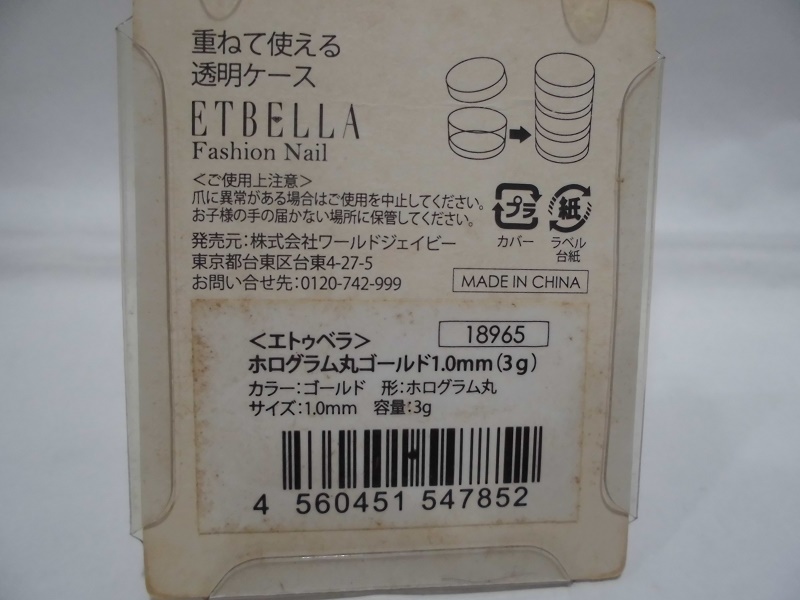 重ねて使える
透明ケース
ETBELLA
Fashion Nail
＜ご使用上注意＞
爪に異常がある場合はご使用を中止してください。
お子様の手の届かない場所に保管してください。
プラ
カバー
紙
ラベル
台紙
発売元：株式会社ワールドジェイビー
東京都台東区台東4-27-5
お問い合せ先：0120-742-999
MADE IN CHINA
18965
＜エトゥベラ＞
ホログラム丸ゴールド1.0mm（3g）
カラー：ゴールド　形：ホログラム丸
サイズ：1.0mm　容量：3g
4 560451 547852